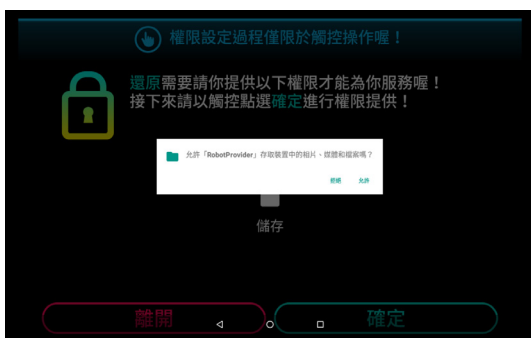 權限設定過程僅限於觸控操作喔！
還原需要請你提供以下權限才能為你服務喔！
接下來請以觸控點選確定進行權限提供！
允許「RobotProvider」存取裝置中的相片、媒體和檔案嗎？
拒絕 允許
儲存
離開 確定